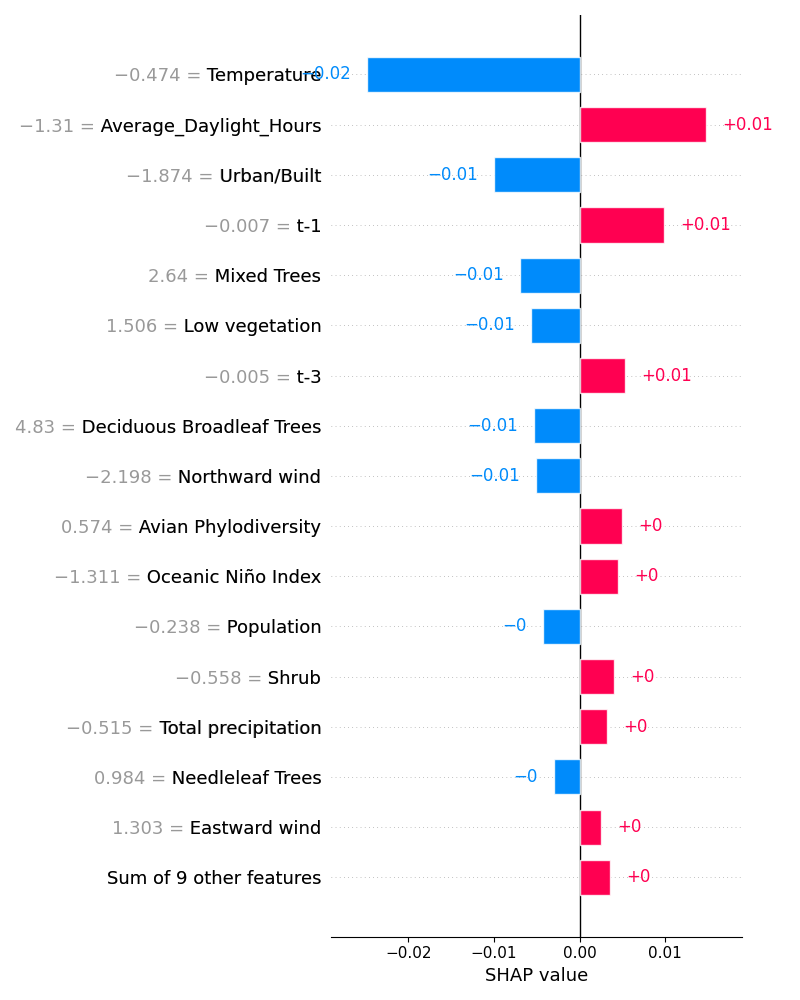 −0.474 = Temperature −0.02
−1.31 = Average_Daylight_Hours +0.01
−1.874 = Urban/Built −0.01
−0.007 = t-1 +0.01
2.64 = Mixed Trees −0.01
1.506 = Low vegetation −0.01
−0.005 = t-3 +0.01
4.83 = Deciduous Broadleaf Trees −0.01
−2.198 = Northward wind −0.01
0.574 = Avian Phylodiversity +0
−1.311 = Oceanic Niño Index +0
−0.238 = Population −0
−0.558 = Shrub +0
−0.515 = Total precipitation +0
0.984 = Needleleaf Trees −0
1.303 = Eastward wind +0
Sum of 9 other features +0
−0.02 −0.01 0.00 0.01
SHAP value